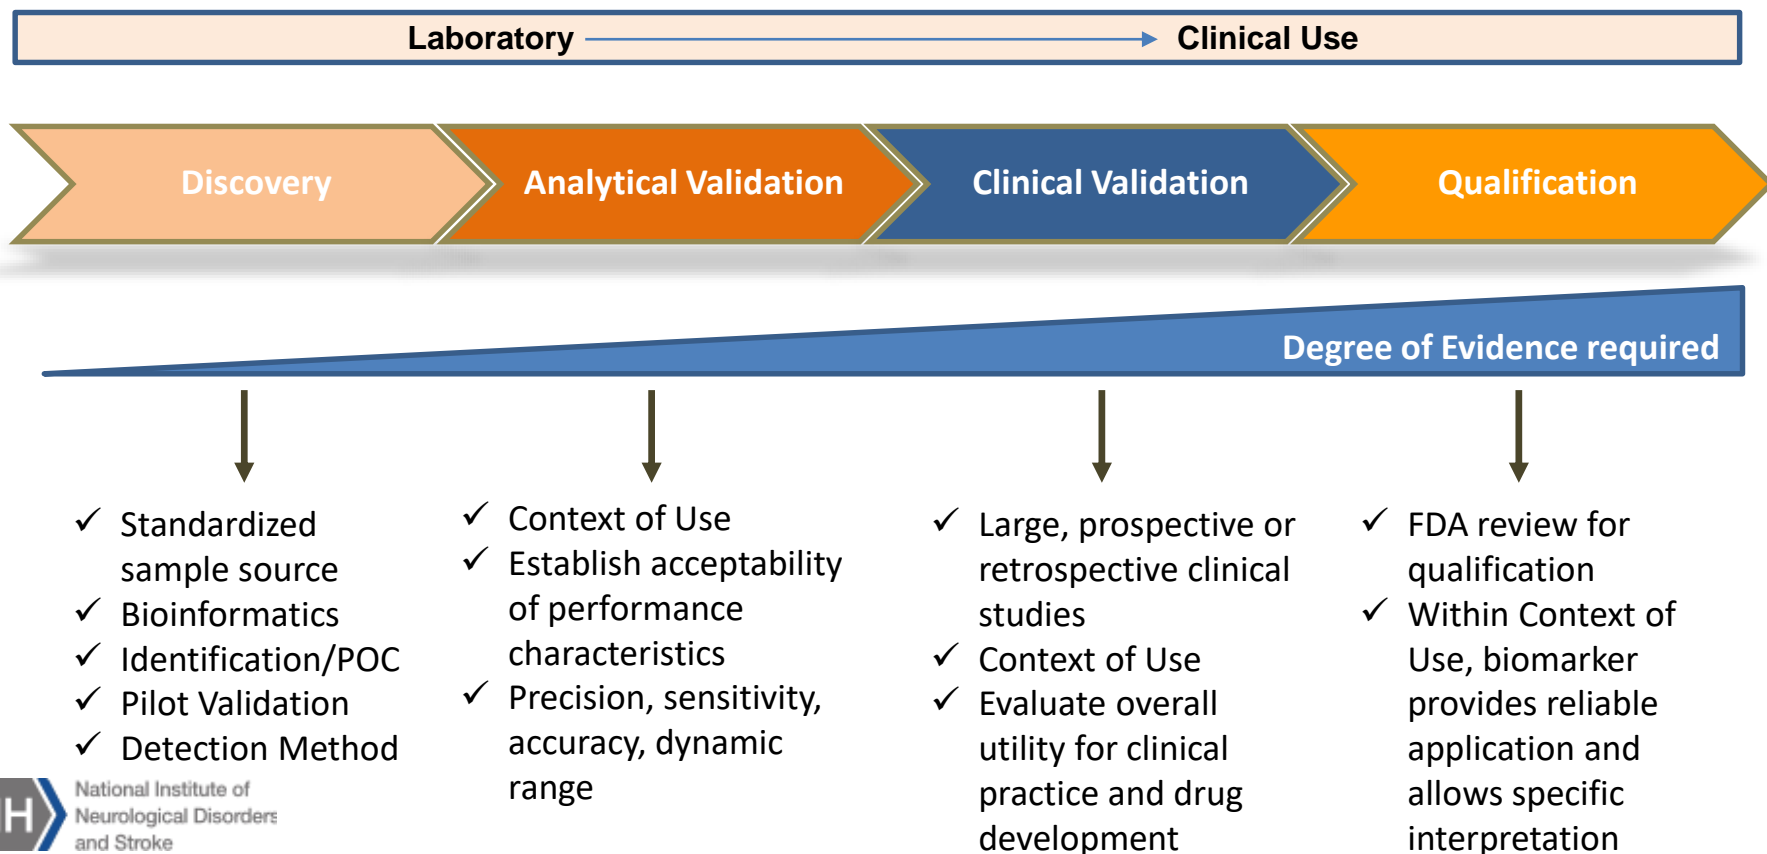 Laboratory Clinical Use
Discovery
Analytical Validation
Clinical Validation
Qualification
Degree of Evidence required
✓ Standardized
sample source
✓ Bioinformatics
✓ Identification/POC
✓ Pilot Validation
✓ Detection Method
✓ Context of Use
✓ Establish acceptability
of performance
characteristics
✓ Precision, sensitivity,
accuracy, dynamic
range
✓ Large, prospective or
retrospective clinical
studies
✓ Context of Use
✓ Evaluate overall
utility for clinical
practice and drug
development
✓ FDA review for
qualification
✓ Within Context of
Use, biomarker
provides reliable
application and
allows specific
interpretation
H
National Institute of
Neurological Disorders
and Stroke